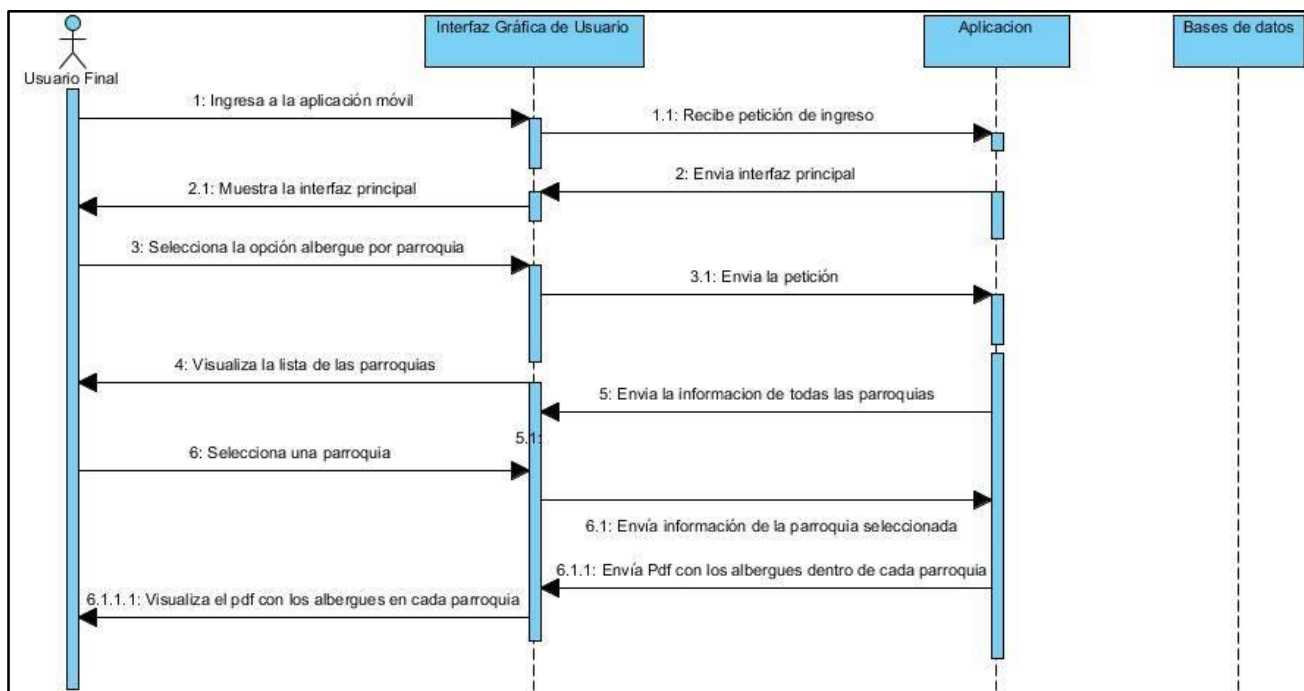 Interfaz Gráfica de Usuario
Aplicacion
Bases de datos
Usuario Final
1: Ingresa a la aplicación móvil
1.1: Recibe petición de ingreso
2: Envia interfaz principal
2.1: Muestra la interfaz principal
3: Selecciona la opción albergue por parroquia
3.1: Envia la petición
4: Visualiza la lista de las parroquias
5: Envia la informacion de todas las parroquias
5.1:
6: Selecciona una parroquia
6.1: Envía información de la parroquia seleccionada
6.1.1: Envía Pdf con los albergues dentro de cada parroquia
6.1.1.1: Visualiza el pdf con los albergues en cada parroquia